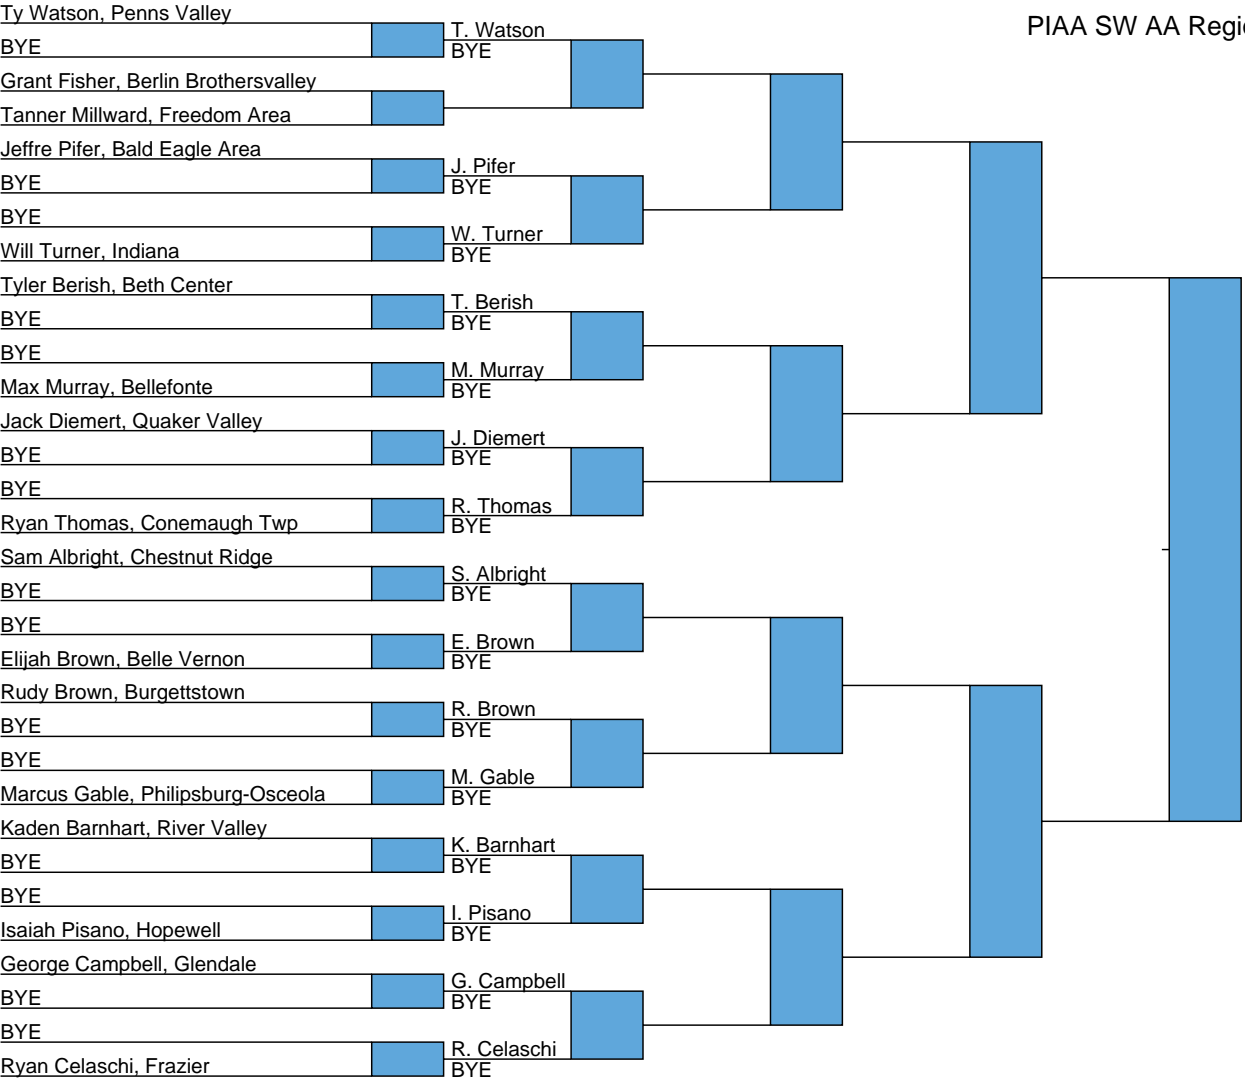 PIAA SW AA Regio
Ty Watson, Penns Valley
BYE
Grant Fisher, Berlin Brothersvalley
Tanner Millward, Freedom Area
Jeffre Pifer, Bald Eagle Area
BYE
BYE
Will Turner, Indiana
Tyler Berish, Beth Center
BYE
BYE
Max Murray, Bellefonte
Jack Diemert, Quaker Valley
BYE
BYE
Ryan Thomas, Conemaugh Twp
Sam Albright, Chestnut Ridge
BYE
BYE
Elijah Brown, Belle Vernon
Rudy Brown, Burgettstown
BYE
BYE
Marcus Gable, Philipsburg-Osceola
Kaden Barnhart, River Valley
BYE
BYE
Isaiah Pisano, Hopewell
George Campbell, Glendale
BYE
BYE
Ryan Celaschi, Frazier
T. Watson
BYE
J. Pifer
BYE
W. Turner
BYE
T. Berish
BYE
M. Murray
BYE
J. Diemert
BYE
R. Thomas
BYE
S. Albright
BYE
E. Brown
BYE
R. Brown
BYE
M. Gable
BYE
K. Barnhart
BYE
I. Pisano
BYE
G. Campbell
BYE
R. Celaschi
BYE